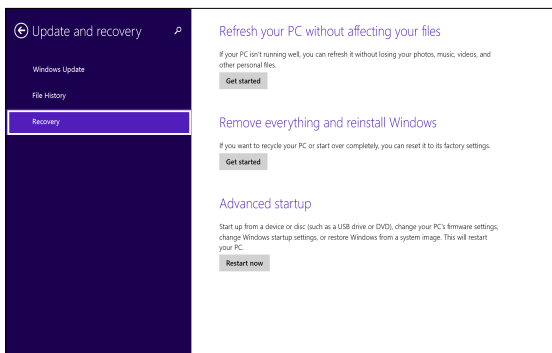 Update and recovery
Windows Update
File History
Recovery
Refresh your PC without affecting your files
If your PC isn't running well, you can refresh it without losing your photos, music, videos, and
other personal files.
Get started
Remove everything and reinstall Windows
If you want to recycle your PC or start over completely, you can reset it to its factory settings.
Get started
Advanced startup
Start up from a device or disc (such as a USB drive or DVD), change your PC's firmware settings,
change Windows startup settings, or restore Windows from a system image. This will restart
your PC.
Restart now